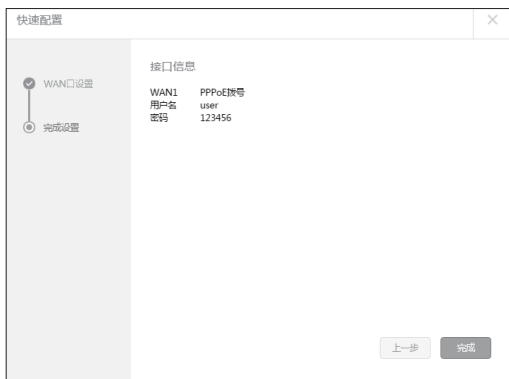 快速配置
WAN口设置
完成设置
接口信息
WAN1 PPPoE拨号
用户名 user
密码 123456
上一步 完成